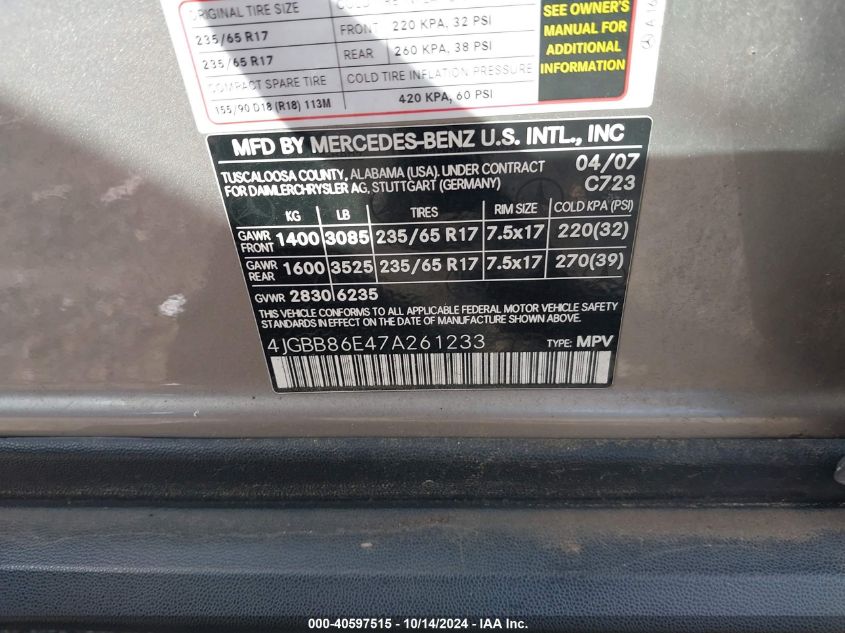 ORIGINAL TIRE SIZE COLD
235/65 R17 FRONT 220 KPA, 32 PSI
235/65 R17 REAR 260 KPA, 38 PSI
COMPACT SPARE TIRE COLD TIRE INFLATION PRESSURE
155/90 D18 (R18) 113M 420 KPA, 60 PSI
SEE OWNER'S
MANUAL FOR
ADDITIONAL
INFORMATION
MFD BY MERCEDES-BENZ U.S. INTL., INC
TUSCALOOSA COUNTY, ALABAMA (USA). UNDER CONTRACT 04/07
FOR DAIMLERCHRYSLER AG, STUTTGART (GERMANY) C723
KG LB TIRES RIM SIZE COLD KPA (PSI)
GAWR FRONT 1400 3085 235/65 R17 7.5x17 220(32)
GAWR REAR 1600 3525 235/65 R17 7.5x17 270(39)
GVWR 2830 6235
THIS VEHICLE CONFORMS TO ALL APPLICABLE FEDERAL MOTOR VEHICLE SAFETY
STANDARDS IN EFFECT ON THE DATE OF MANUFACTURE SHOWN ABOVE.
4JGBB86E47A261233 TYPE: MPV
000-40597515 - 10/14/2024 - IAA Inc.